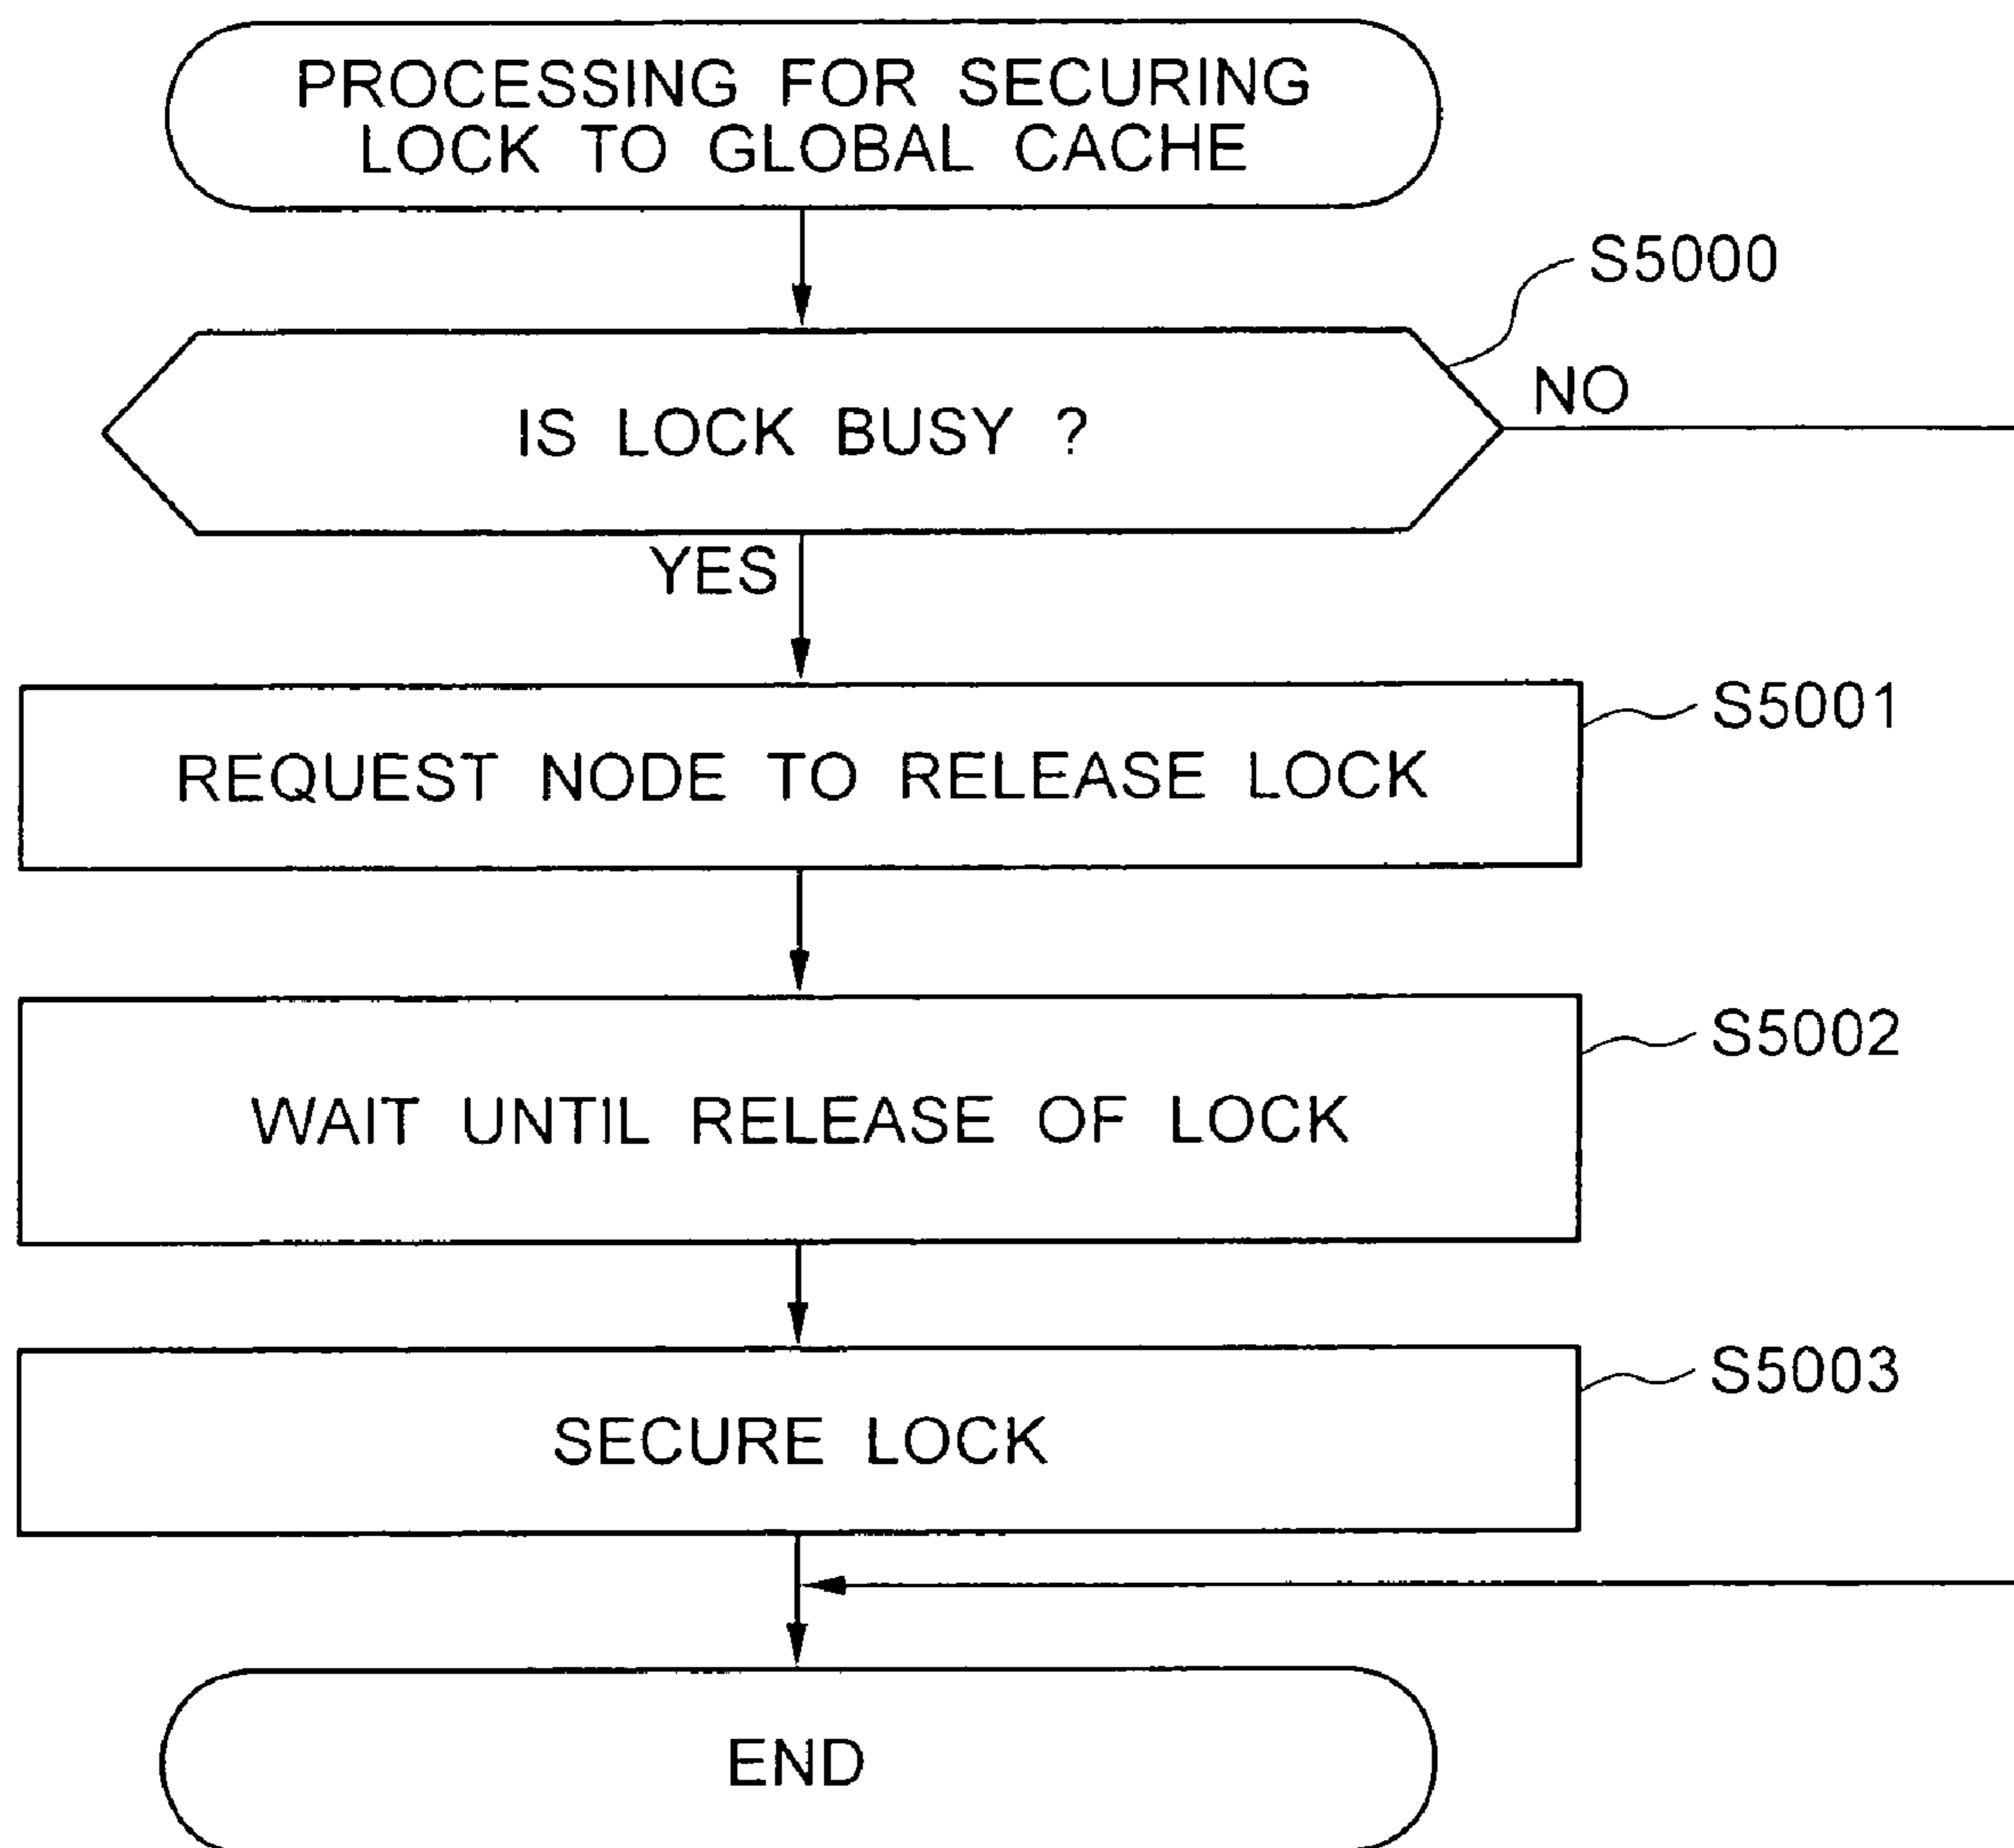 PROCESSING FOR SECURING
LOCK TO GLOBAL CACHE
S5000
IS LOCK BUSY ?
NO
YES
S5001
REQUEST NODE TO RELEASE LOCK
S5002
WAIT UNTIL RELEASE OF LOCK
S5003
SECURE LOCK
END